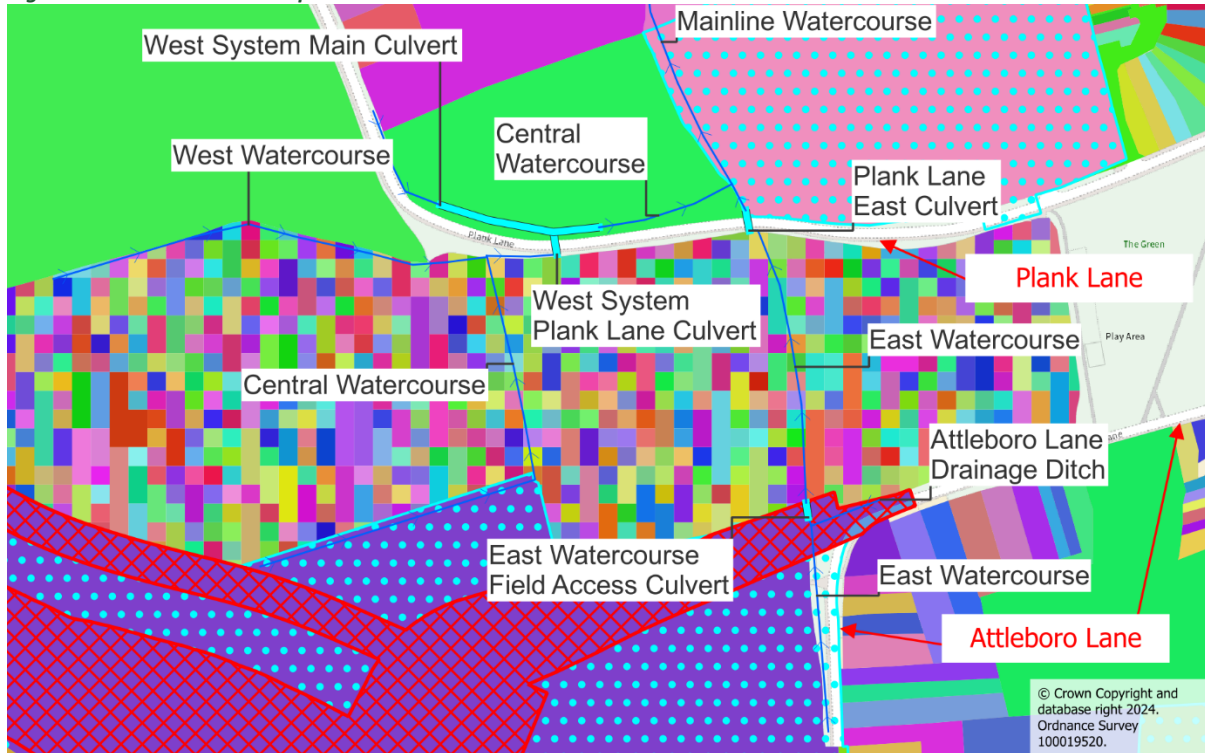 West System Main Culvert
Mainline Watercourse
West Watercourse
Central
Watercourse
Plank Lane
East Culvert
Plank Lane
The Green
Plank Lane
West System
Plank Lane Culvert
Play Area
East Watercourse
Central Watercourse
Attleboro Lane
Drainage Ditch
East Watercourse
Field Access Culvert
East Watercourse
Attleboro Lane
© Crown Copyright and
database right 2024.
Ordnance Survey
100019520.